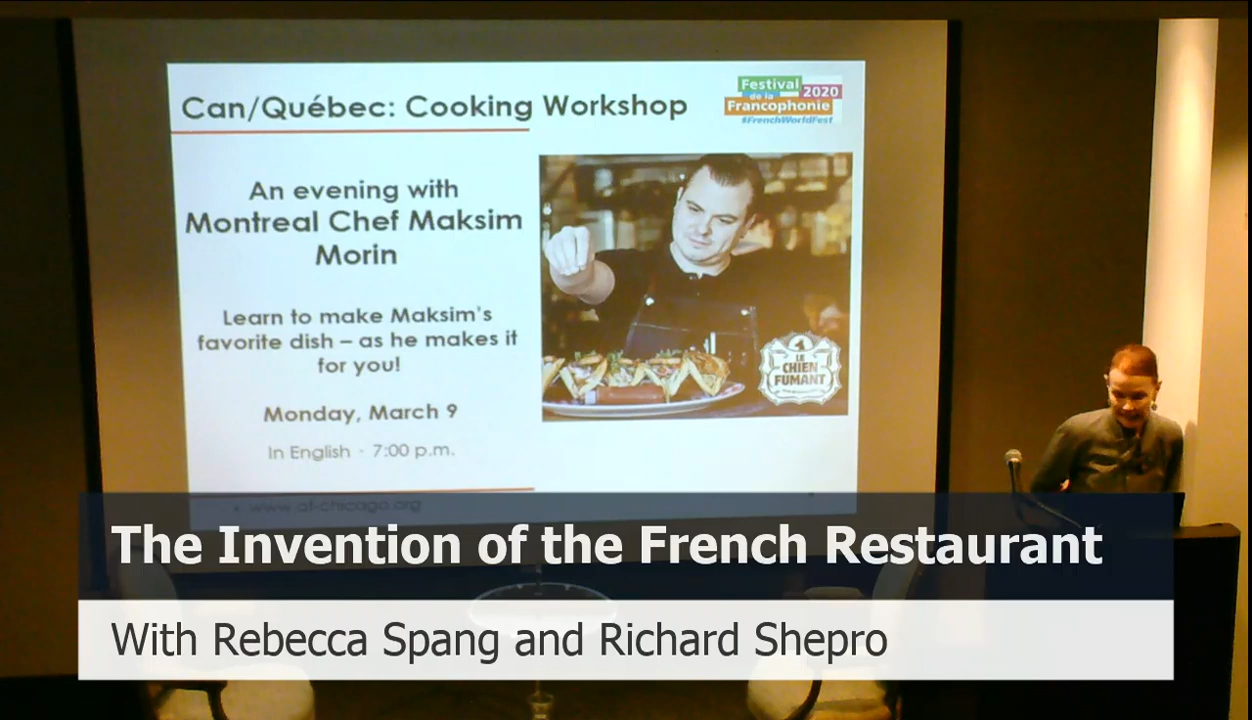 Can/Québec: Cooking Workshop
Festival
de la
2020
Francophonie
#FrenchWorldFest
An evening with
Montreal Chef Maksim
Morin
Learn to make Maksim's
favorite dish – as he makes it
for you!
Monday, March 9
In English - 7:00 p.m.
LE
CHIEN
FUMANT
• www.af-chicago.org
The Invention of the French Restaurant
With Rebecca Spang and Richard Shepro